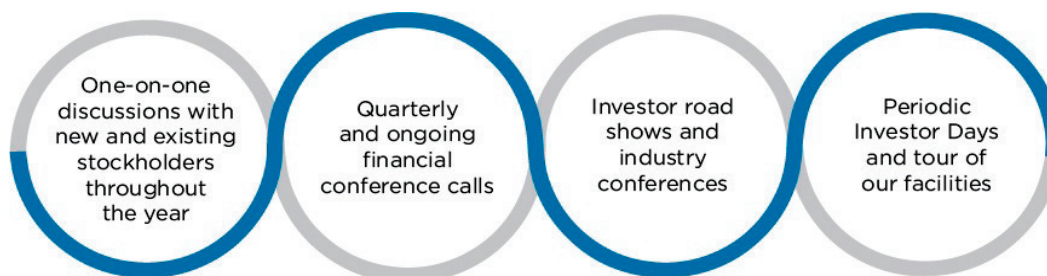 One-on-one
discussions with
new and existing
stockholders
throughout
the year
Quarterly
and ongoing
financial
conference calls
Investor road
shows and
industry
conferences
Periodic
Investor Days
and tour of
our facilities